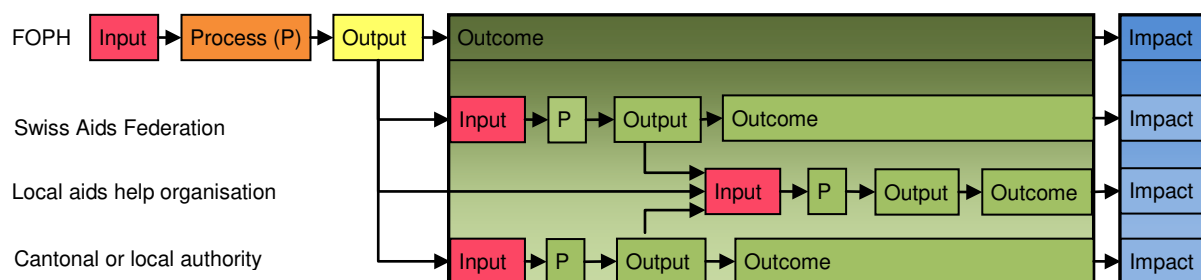 FOPH Input Process (P) Output Outcome Impact
Swiss Aids Federation Input P Output Outcome Impact
Local aids help organisation Input P Output Outcome Impact
Cantonal or local authority Input P Output Outcome Impact